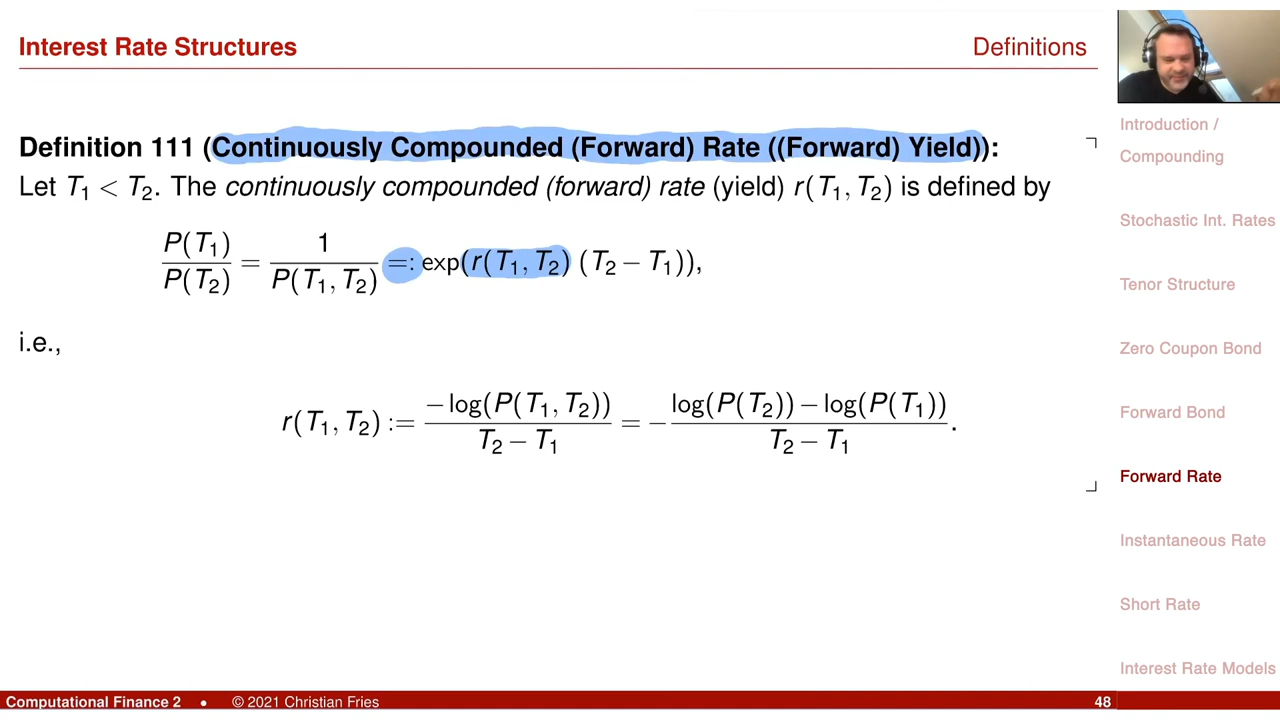 Interest Rate Structures
Definitions
Definition 111 (Continuously Compounded (Forward) Rate ((Forward) Yield)):
Let T₁ < T₂. The continuously compounded (forward) rate (yield) r(T₁, T₂) is defined by
P(T₁)/P(T₂) = 1/P(T₁, T₂) =: exp(r(T₁, T₂) (T₂ − T₁)),
i.e.,
r(T₁, T₂) := −log(P(T₁, T₂))/(T₂ − T₁) = − (log(P(T₂)) − log(P(T₁)))/(T₂ − T₁).
Introduction /
Compounding
Stochastic Int. Rates
Tenor Structure
Zero Coupon Bond
Forward Bond
Forward Rate
Instantaneous Rate
Short Rate
Interest Rate Models
Computational Finance 2 • © 2021 Christian Fries 48